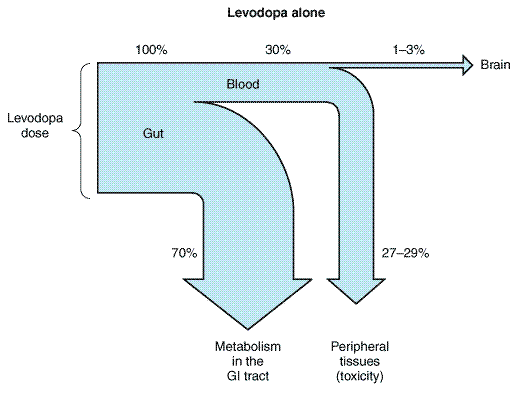 Levodopa alone
100%
30%
1–3%
Brain
Blood
Levodopa
dose
Gut
70%
27–29%
Metabolism
in the
GI tract
Peripheral
tissues
(toxicity)